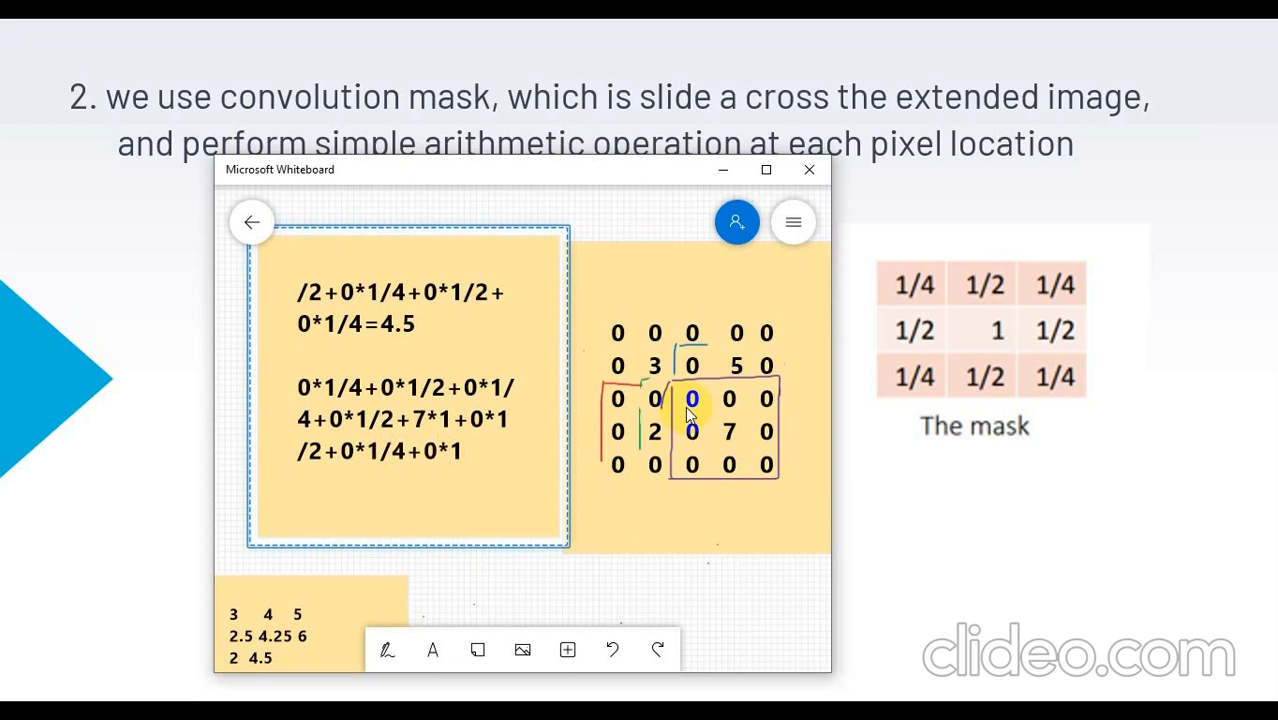 2. we use convolution mask, which is slide a cross the extended image,
and perform simple arithmetic operation at each pixel location
Microsoft Whiteboard
/2+0*1/4+0*1/2+
0*1/4=4.5
0*1/4+0*1/2+0*1/
4+0*1/2+7*1+0*1
/2+0*1/4+0*1
0 0 0 0 0
0 3 0 5 0
0 0 0 0 0
0 2 0 7 0
0 0 0 0 0
1/4 1/2 1/4
1/2 1 1/2
1/4 1/2 1/4
The mask
3 4 5
2.5 4.25 6
2 4.5
A
clideo.com